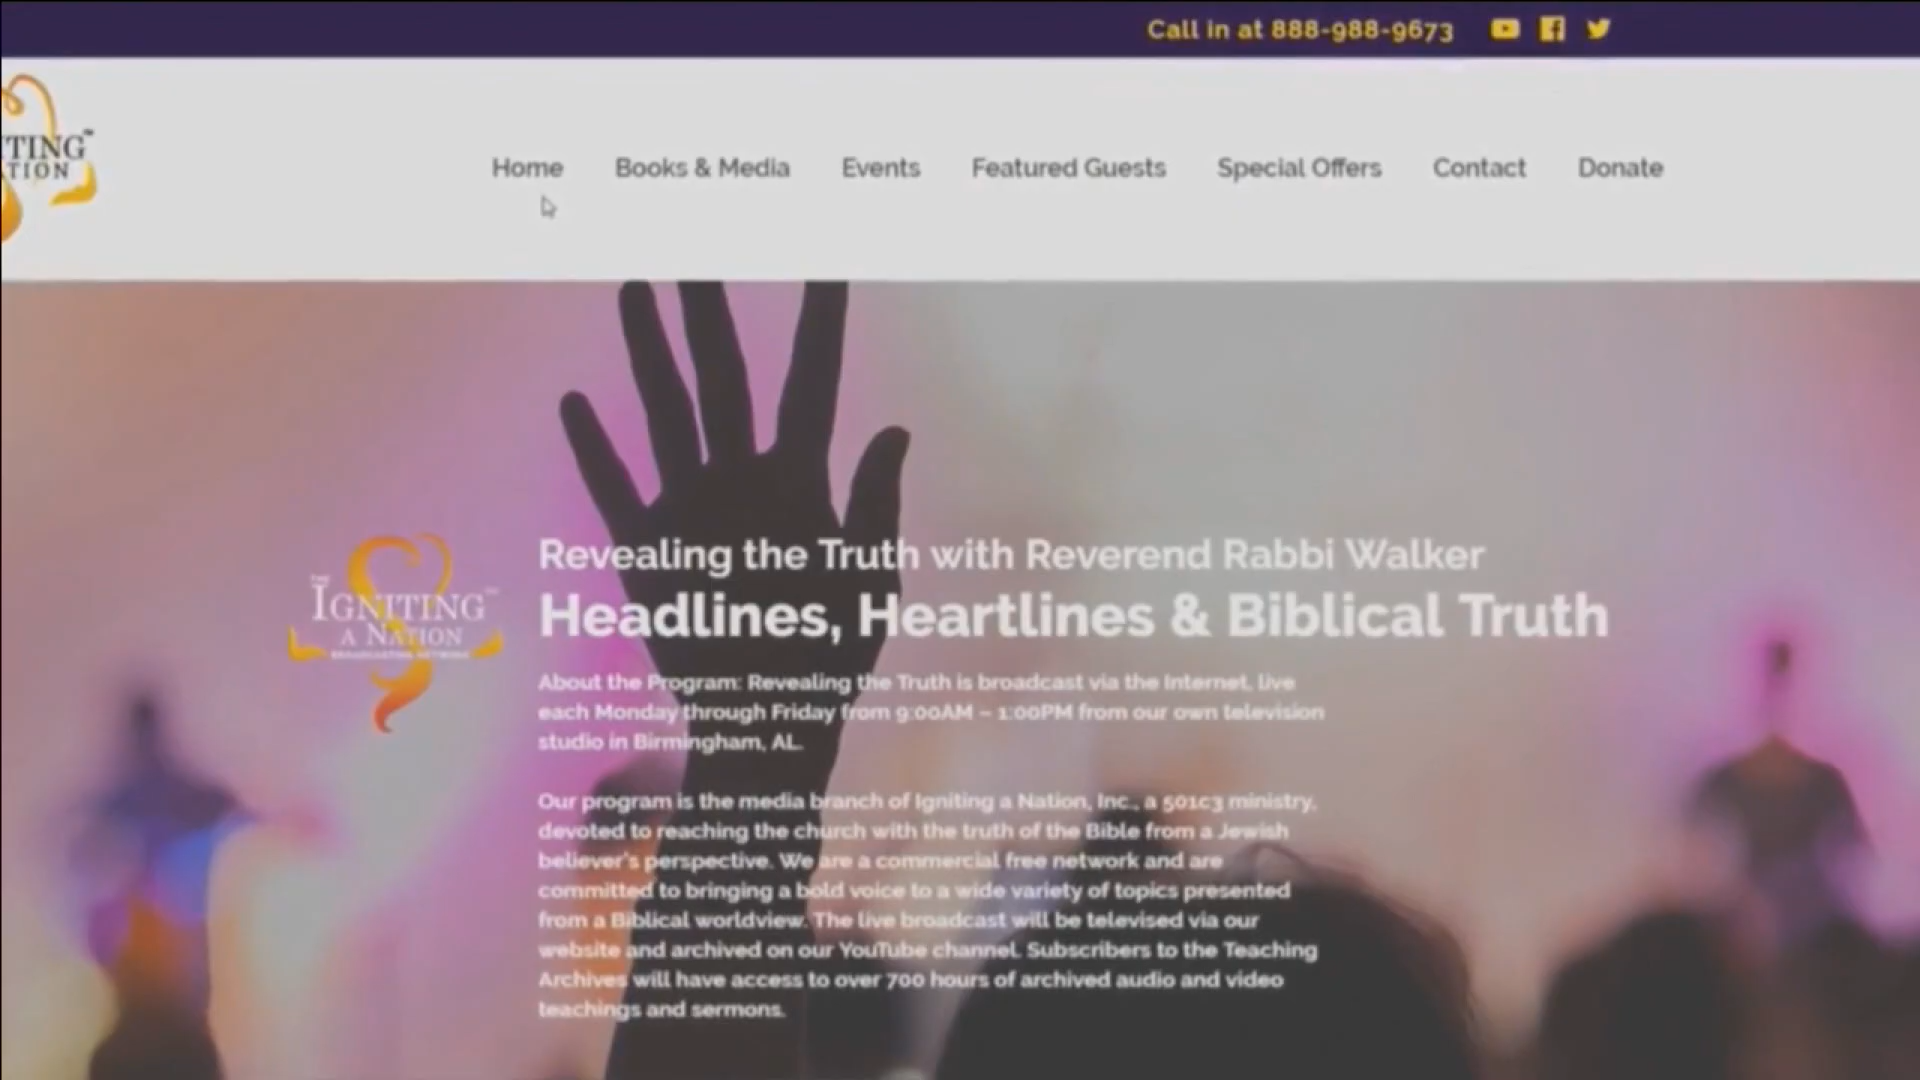 Call in at 888-988-9673
TING™
TION
Home Books & Media Events Featured Guests Special Offers Contact Donate
Revealing the Truth with Reverend Rabbi Walker
Headlines, Heartlines & Biblical Truth
THE
IGNITING™
A NATION
BROADCASTING NETWORK
About the Program: Revealing the Truth is broadcast via the Internet, live
each Monday through Friday from 9:00AM – 1:00PM from our own television
studio in Birmingham, AL.
Our program is the media branch of Igniting a Nation, Inc., a 501c3 ministry,
devoted to reaching the church with the truth of the Bible from a Jewish
believer's perspective. We are a commercial free network and are
committed to bringing a bold voice to a wide variety of topics presented
from a Biblical worldview. The live broadcast will be televised via our
website and archived on our YouTube channel. Subscribers to the Teaching
Archives will have access to over 700 hours of archived audio and video
teachings and sermons.